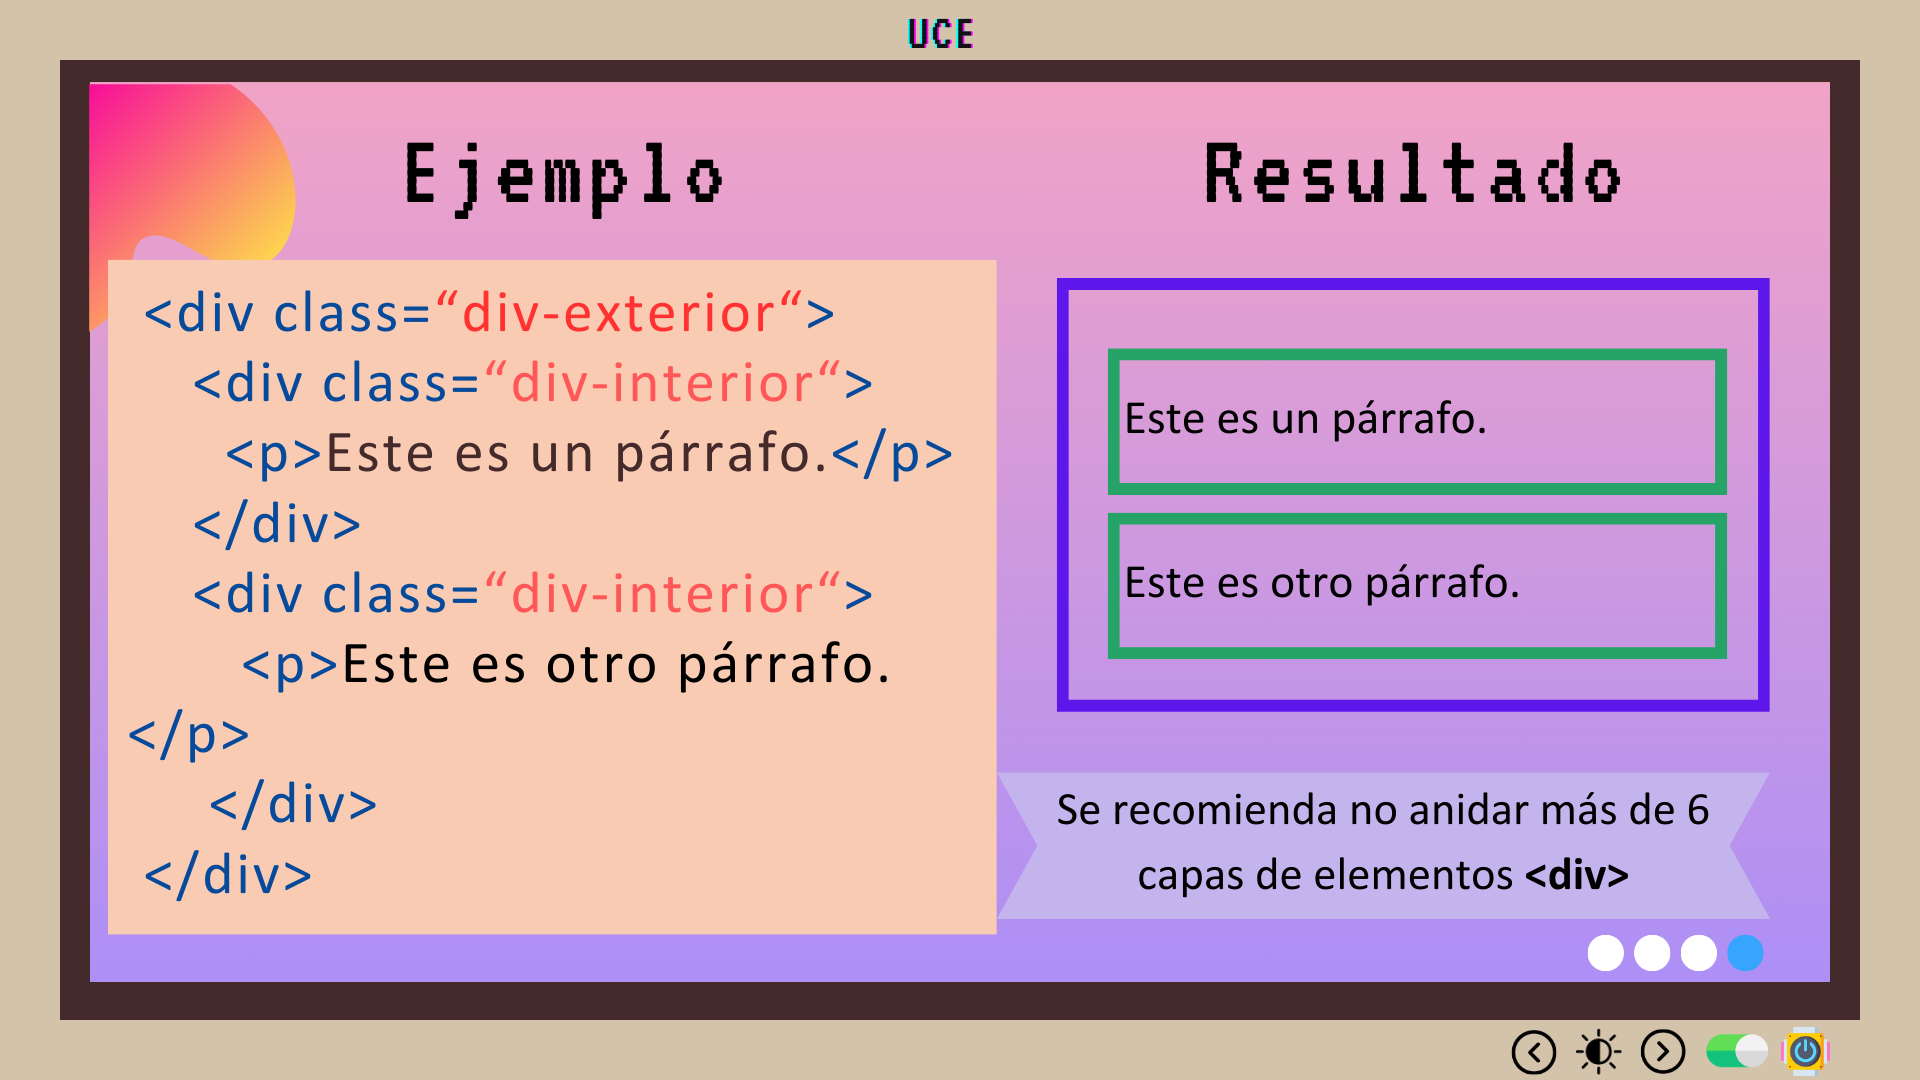 UCE
Ejemplo
<div class=“div-exterior“>
<div class=“div-interior“>
<p>Este es un párrafo.</p>
</div>
<div class=“div-interior“>
<p>Este es otro párrafo.
</p>
</div>
</div>
Resultado
Este es un párrafo.
Este es otro párrafo.
Se recomienda no anidar más de 6
capas de elementos <div>